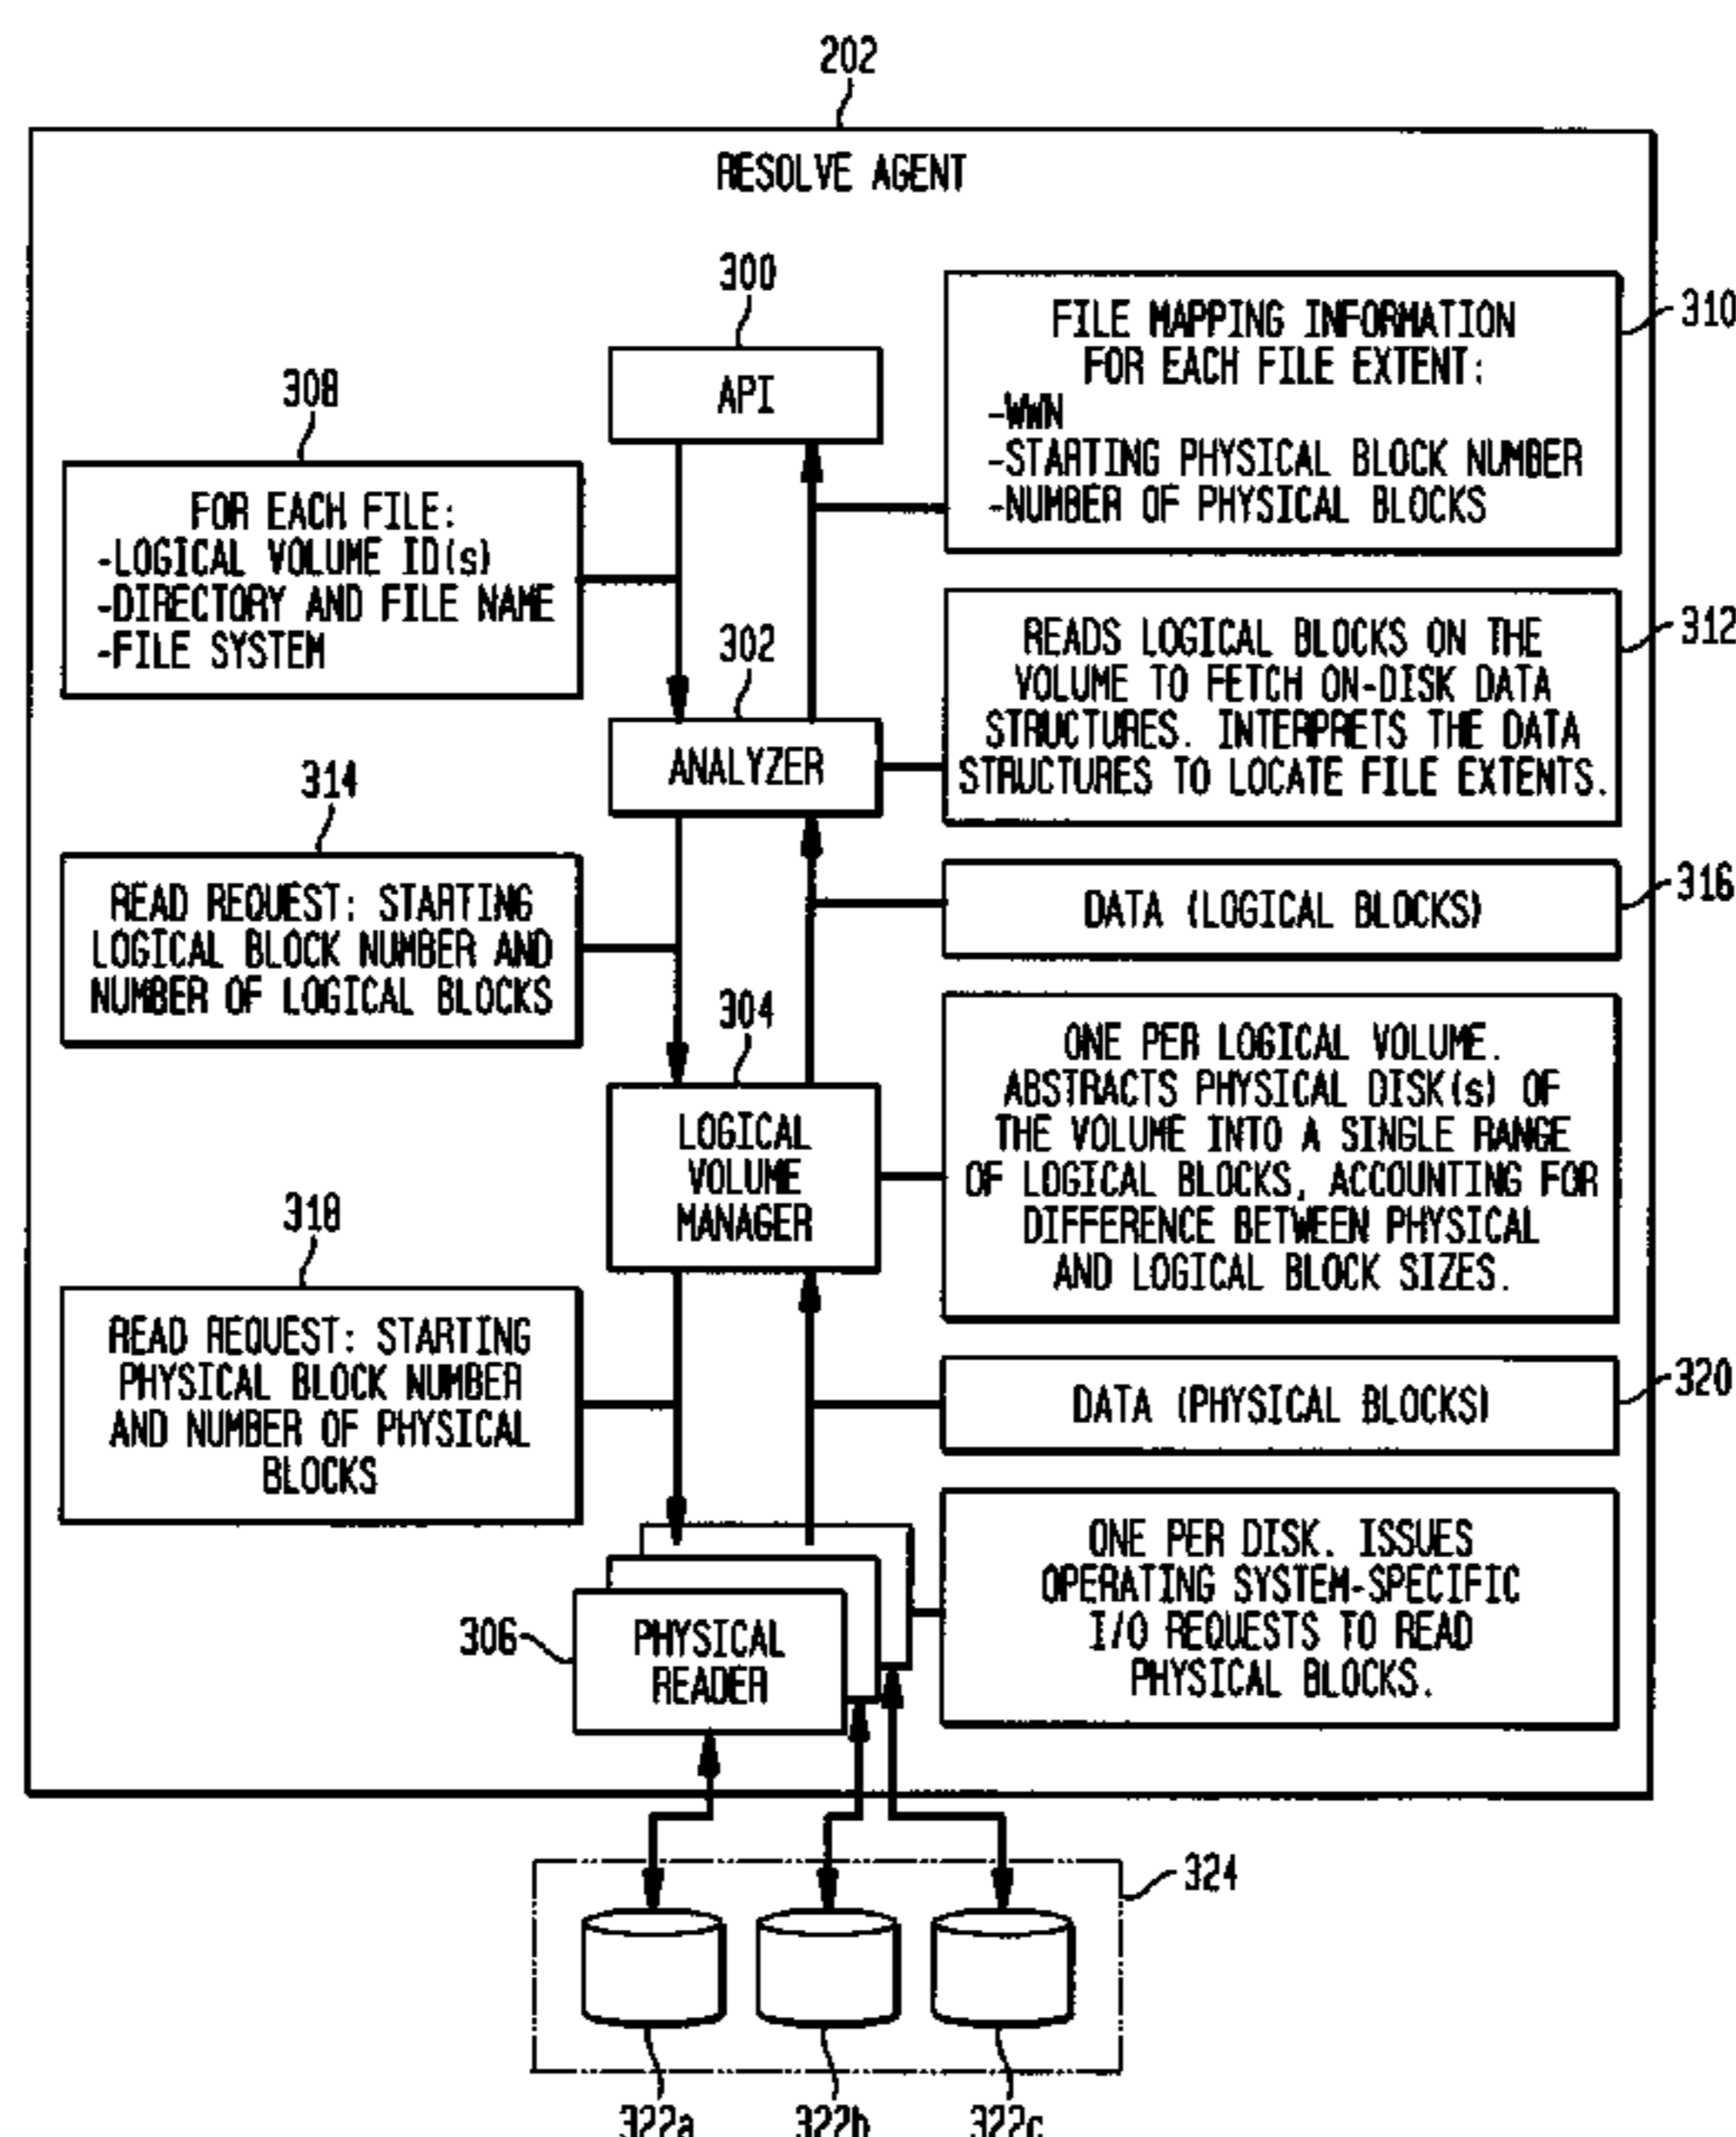 202
RESOLVE AGENT
300
API
308
FOR EACH FILE:
-LOGICAL VOLUME ID(s)
-DIRECTORY AND FILE NAME
-FILE SYSTEM
FILE MAPPING INFORMATION
FOR EACH FILE EXTENT:
-WWN
-STARTING PHYSICAL BLOCK NUMBER
-NUMBER OF PHYSICAL BLOCKS
310
302
ANALYZER
READS LOGICAL BLOCKS ON THE
VOLUME TO FETCH ON-DISK DATA
STRUCTURES. INTERPRETS THE DATA
STRUCTURES TO LOCATE FILE EXTENTS.
312
314
READ REQUEST: STARTING
LOGICAL BLOCK NUMBER AND
NUMBER OF LOGICAL BLOCKS
DATA (LOGICAL BLOCKS)
316
304
LOGICAL
VOLUME
MANAGER
ONE PER LOGICAL VOLUME.
ABSTRACTS PHYSICAL DISK(s) OF
THE VOLUME INTO A SINGLE RANGE
OF LOGICAL BLOCKS, ACCOUNTING FOR
DIFFERENCE BETWEEN PHYSICAL
AND LOGICAL BLOCK SIZES.
318
READ REQUEST: STARTING
PHYSICAL BLOCK NUMBER
AND NUMBER OF PHYSICAL
BLOCKS
DATA (PHYSICAL BLOCKS)
320
306
PHYSICAL
READER
ONE PER DISK. ISSUES
OPERATING SYSTEM-SPECIFIC
I/O REQUESTS TO READ
PHYSICAL BLOCKS.
324
322a
322b
322c